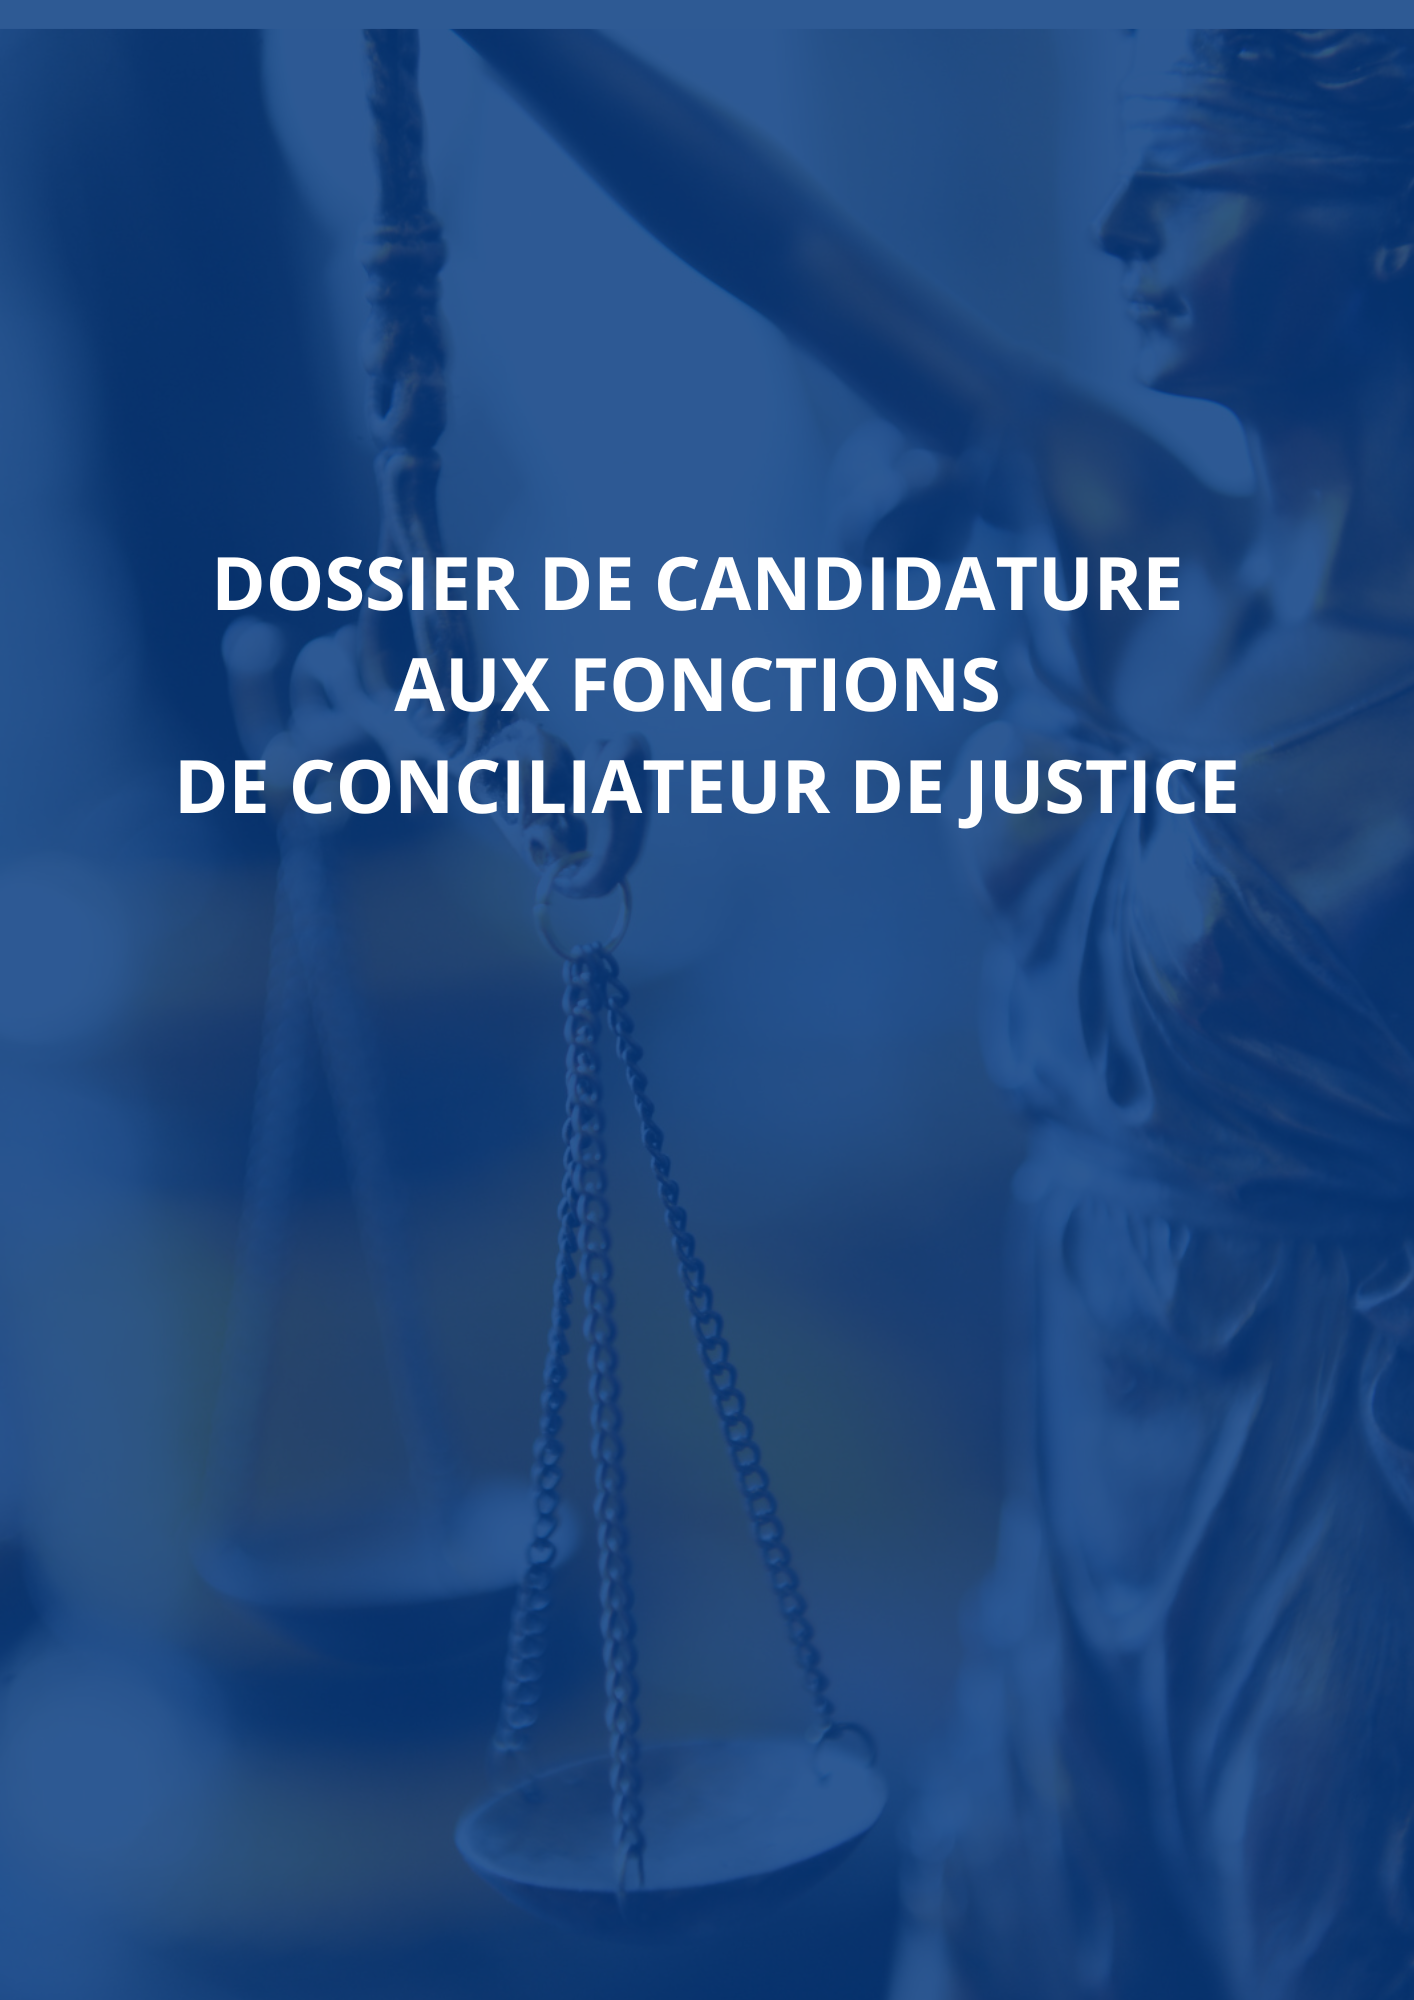 DOSSIER DE CANDIDATURE
AUX FONCTIONS
DE CONCILIATEUR DE JUSTICE